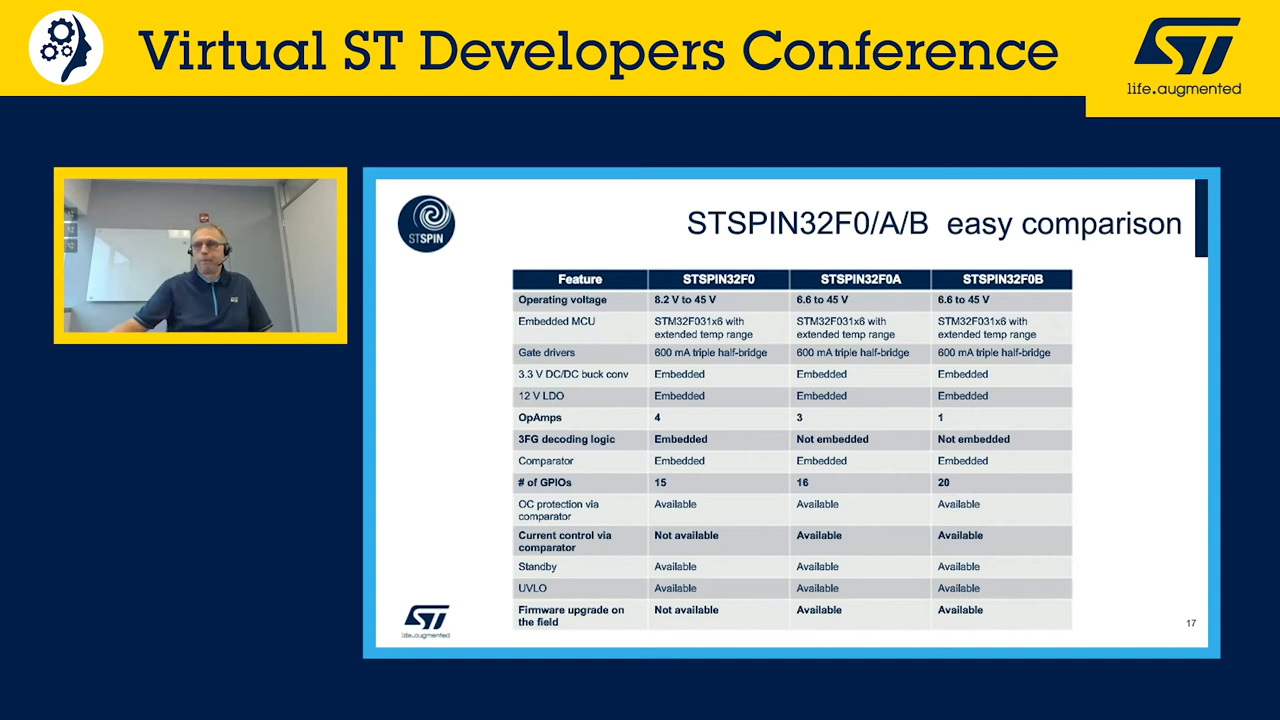 Virtual ST Developers Conference
ST
life.augmented
STSPIN
STSPIN32F0/A/B easy comparison
Feature STSPIN32F0 STSPIN32F0A STSPIN32F0B
Operating voltage 8.2 V to 45 V 6.6 to 45 V 6.6 to 45 V
Embedded MCU STM32F031x6 with STM32F031x6 with STM32F031x6 with
extended temp range extended temp range extended temp range
Gate drivers 600 mA triple half-bridge 600 mA triple half-bridge 600 mA triple half-bridge
3.3 V DC/DC buck conv Embedded Embedded Embedded
12 V LDO Embedded Embedded Embedded
OpAmps 4 3 1
3FG decoding logic Embedded Not embedded Not embedded
Comparator Embedded Embedded Embedded
# of GPIOs 15 16 20
OC protection via Available Available Available
comparator
Current control via Not available Available Available
comparator
Standby Available Available Available
UVLO Available Available Available
Firmware upgrade on Not available Available Available
the field
ST
life.augmented
17